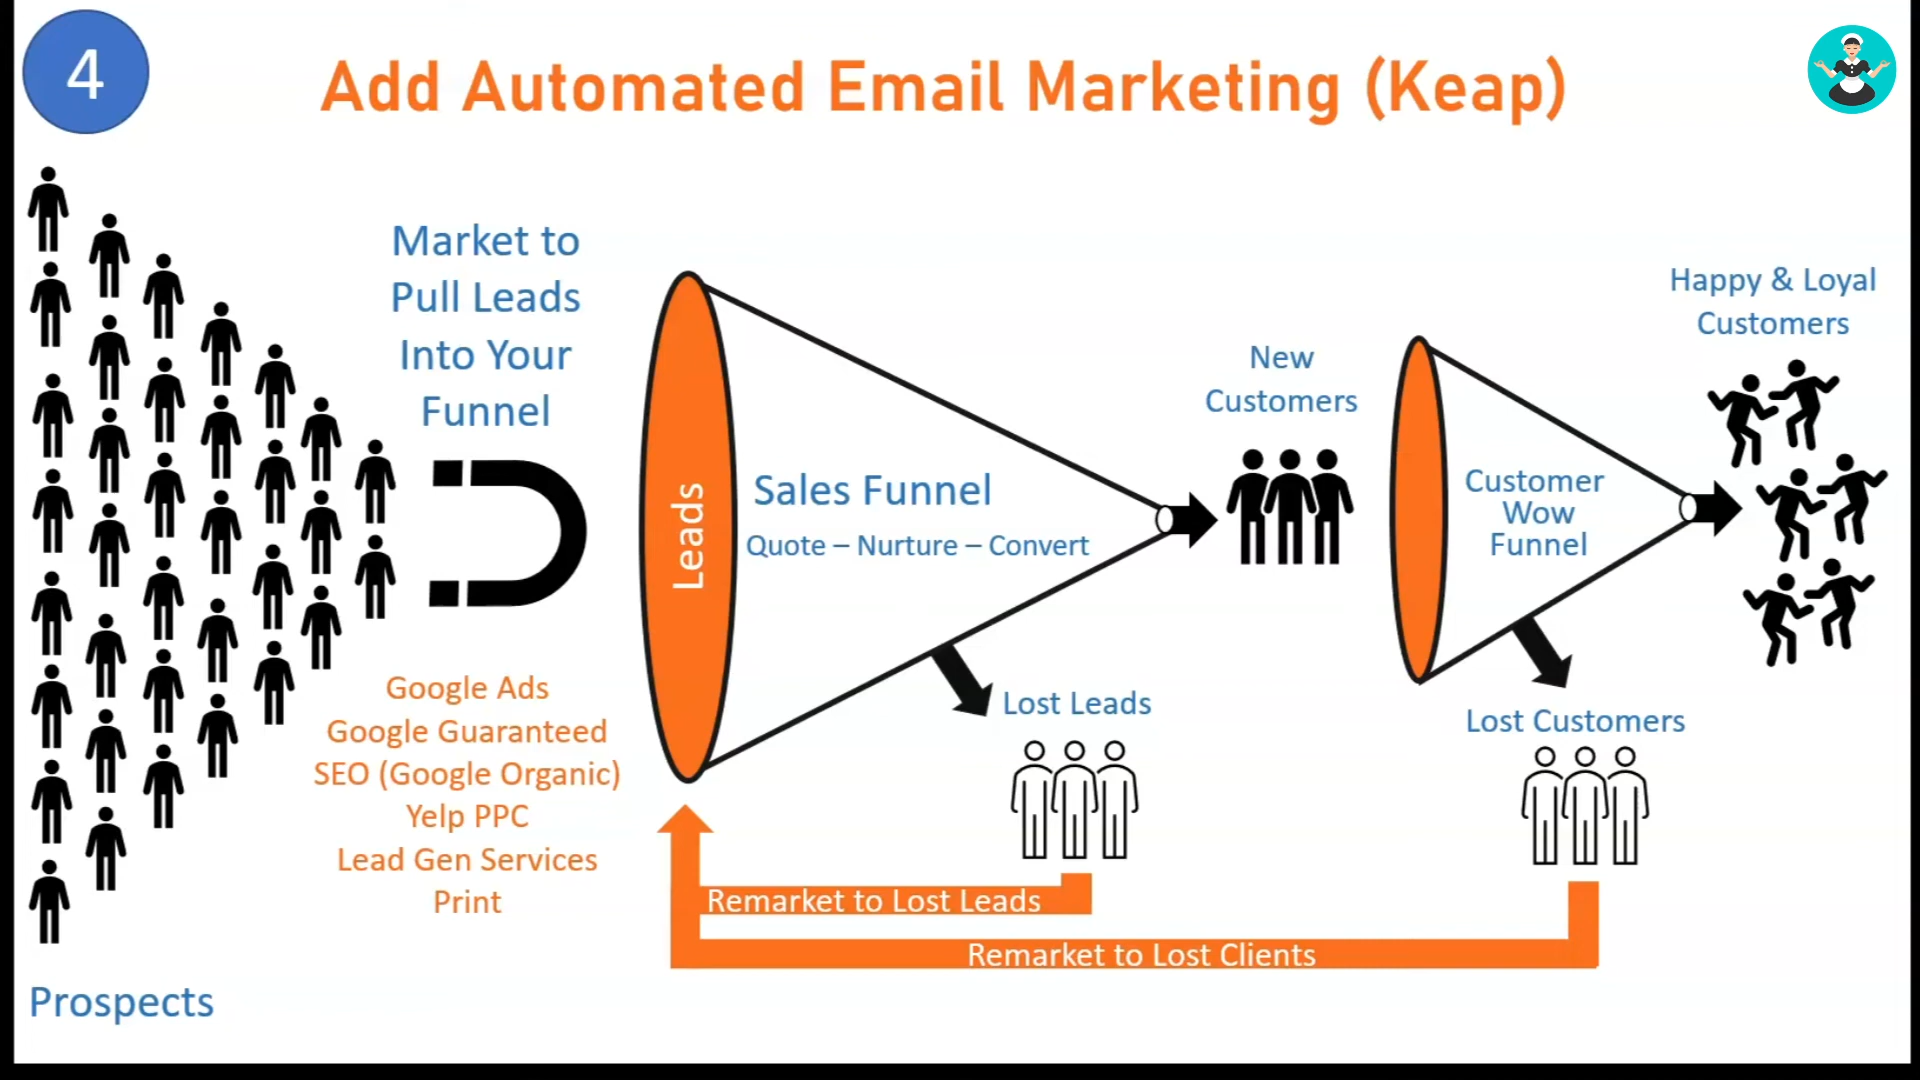 4
Add Automated Email Marketing (Keap)
Market to
Pull Leads
Into Your
Funnel
Google Ads
Google Guaranteed
SEO (Google Organic)
Yelp PPC
Lead Gen Services
Print
Prospects
Leads
Sales Funnel
Quote – Nurture – Convert
Lost Leads
Remarket to Lost Leads
Remarket to Lost Clients
New
Customers
Customer
Wow
Funnel
Lost Customers
Happy & Loyal
Customers